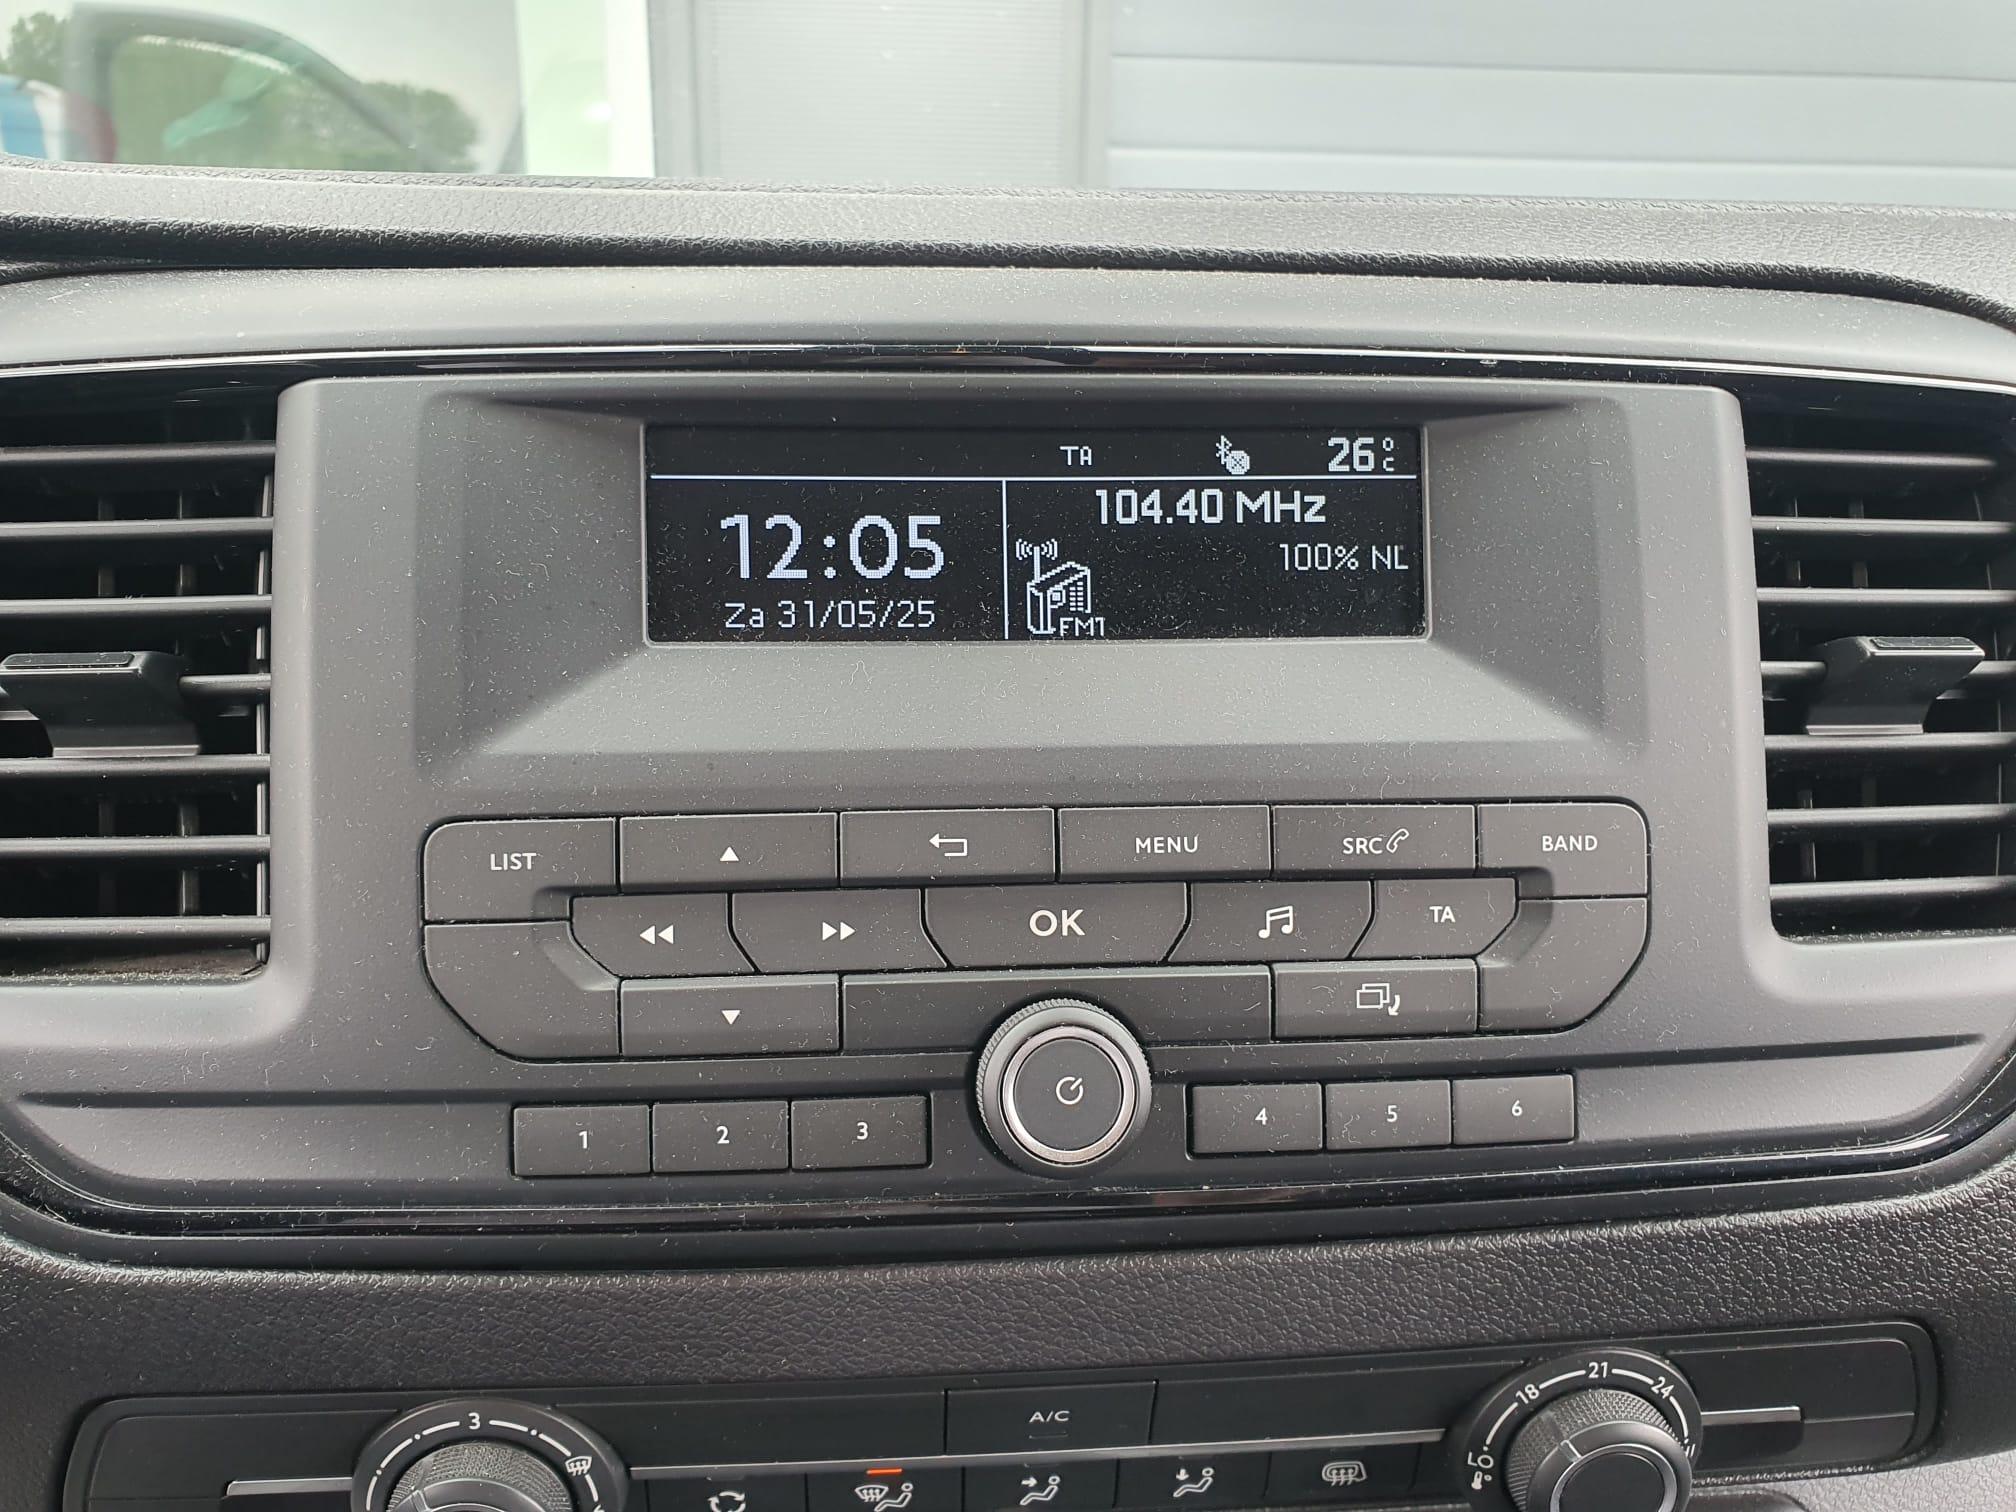 TA 26°C
104.40 MHz
12:05
100% NL
Za 31/05/25
FM1
LIST MENU SRC BAND
OK TA
1 2 3 4 5 6
3 A/C 18 21 24
LO